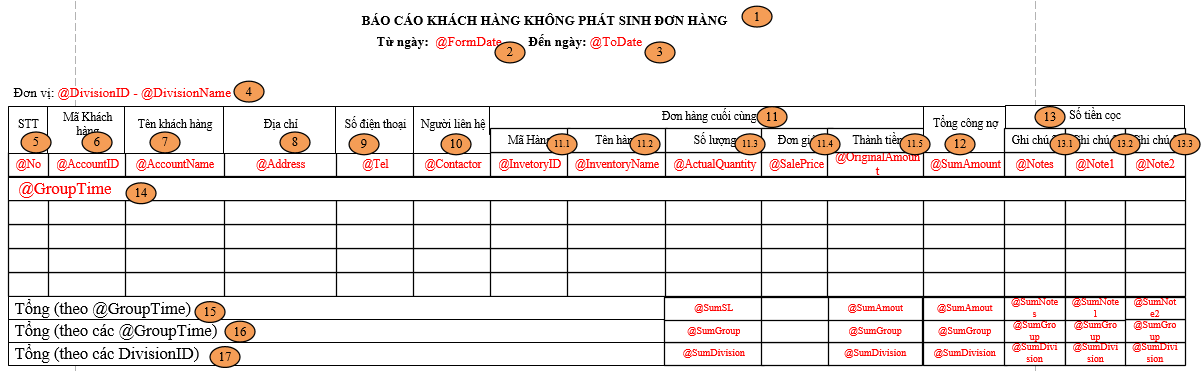 BÁO CÁO KHÁCH HÀNG KHÔNG PHÁT SINH ĐƠN HÀNG 1
Từ ngày: @FormDate 2 Đến ngày: @ToDate 3
Đơn vị: @DivisionID - @DivisionName 4
STT 5
Mã Khách hàng 6
Tên khách hàng 7
Địa chỉ 8
Số điện thoại 9
Người liên hệ 10
Đơn hàng cuối cùng 11
Tổng công nợ 12
13 Số tiền cọc
Mã Hàng 11.1 Tên hàng 11.2 Số lượng 11.3 Đơn giá 11.4 Thành tiền 11.5 Ghi chú 13.1 Ghi chú 13.2 Ghi chú 13.3
@No @AccountID @AccountName @Address @Tel @Contactor @InvetoryID @InventoryName @ActualQuantity @SalePrice @OriginalAmount @SumAmount @Notes @Note1 @Note2
@GroupTime 14
Tổng (theo @GroupTime) 15 @SumSL @SumAmout @SumAmout @SumNotes @SumNote1 @SumNote2
Tổng (theo các @GroupTime) 16 @SumGroup @SumGroup @SumGroup @SumGroup @SumGroup @SumGroup
Tổng (theo các DivisionID) 17 @SumDivision @SumDivision @SumDivision @SumDivision @SumDivision @SumDivision